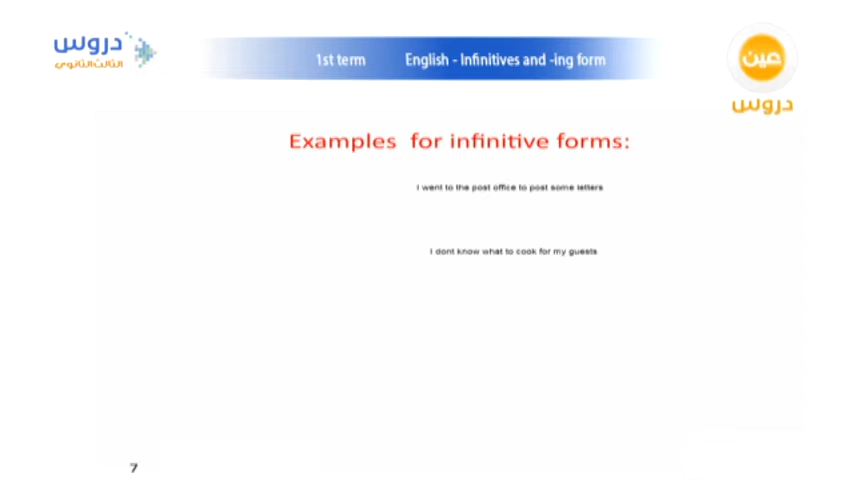 دروس
الثالث الثانوي
1st term English - Infinitives and -ing form
عين
دروس
Examples for infinitive forms:
I went to the post office to post some letters
I dont know what to cook for my guests
7